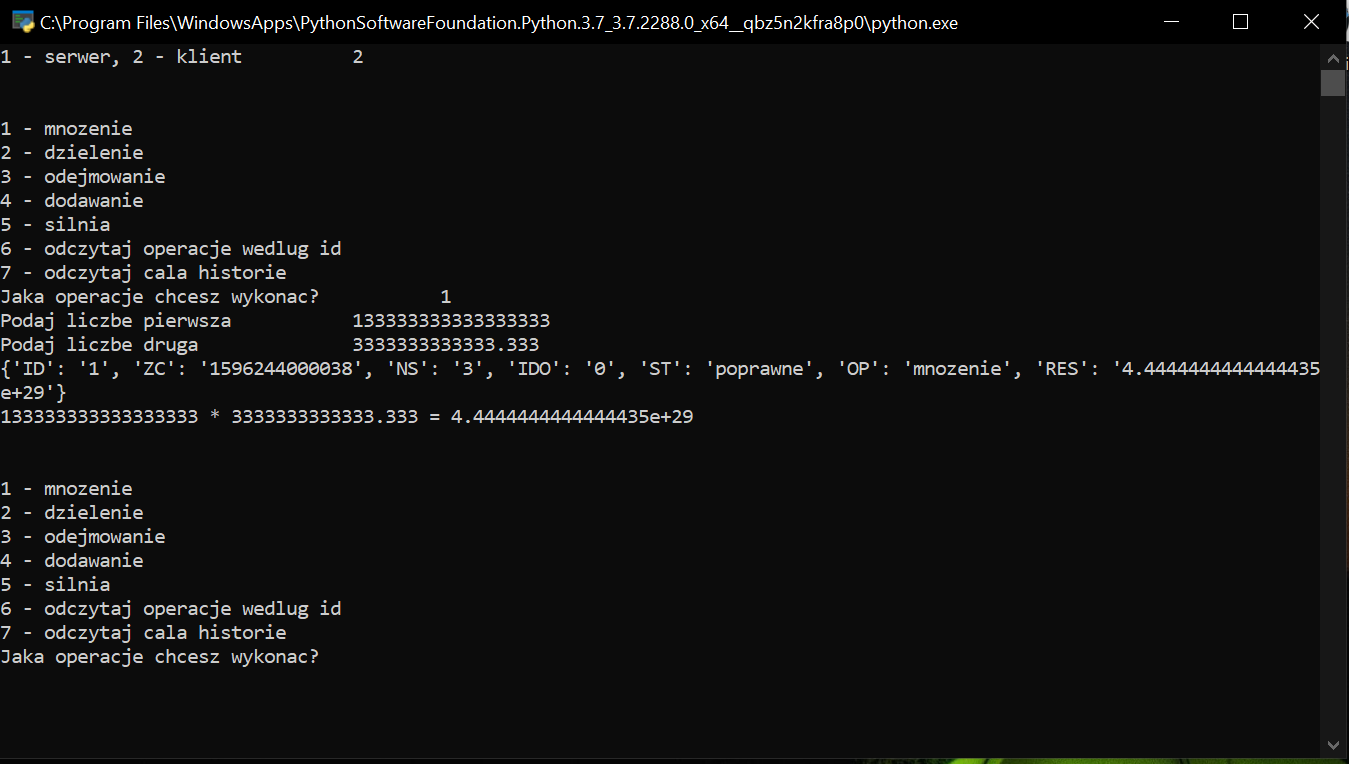 C:\Program Files\WindowsApps\PythonSoftwareFoundation.Python.3.7_3.7.2288.0_x64__qbz5n2kfra8p0\python.exe
1 - serwer, 2 - klient          2
1 - mnozenie
2 - dzielenie
3 - odejmowanie
4 - dodawanie
5 - silnia
6 - odczytaj operacje wedlug id
7 - odczytaj cala historie
Jaka operacje chcesz wykonac?           1
Podaj liczbe pierwsza           133333333333333333
Podaj liczbe druga              3333333333333.333
{'ID': '1', 'ZC': '1596244000038', 'NS': '3', 'IDO': '0', 'ST': 'poprawne', 'OP': 'mnozenie', 'RES': '4.4444444444444435
e+29'}
133333333333333333 * 3333333333333.333 = 4.4444444444444435e+29
1 - mnozenie
2 - dzielenie
3 - odejmowanie
4 - dodawanie
5 - silnia
6 - odczytaj operacje wedlug id
7 - odczytaj cala historie
Jaka operacje chcesz wykonac?